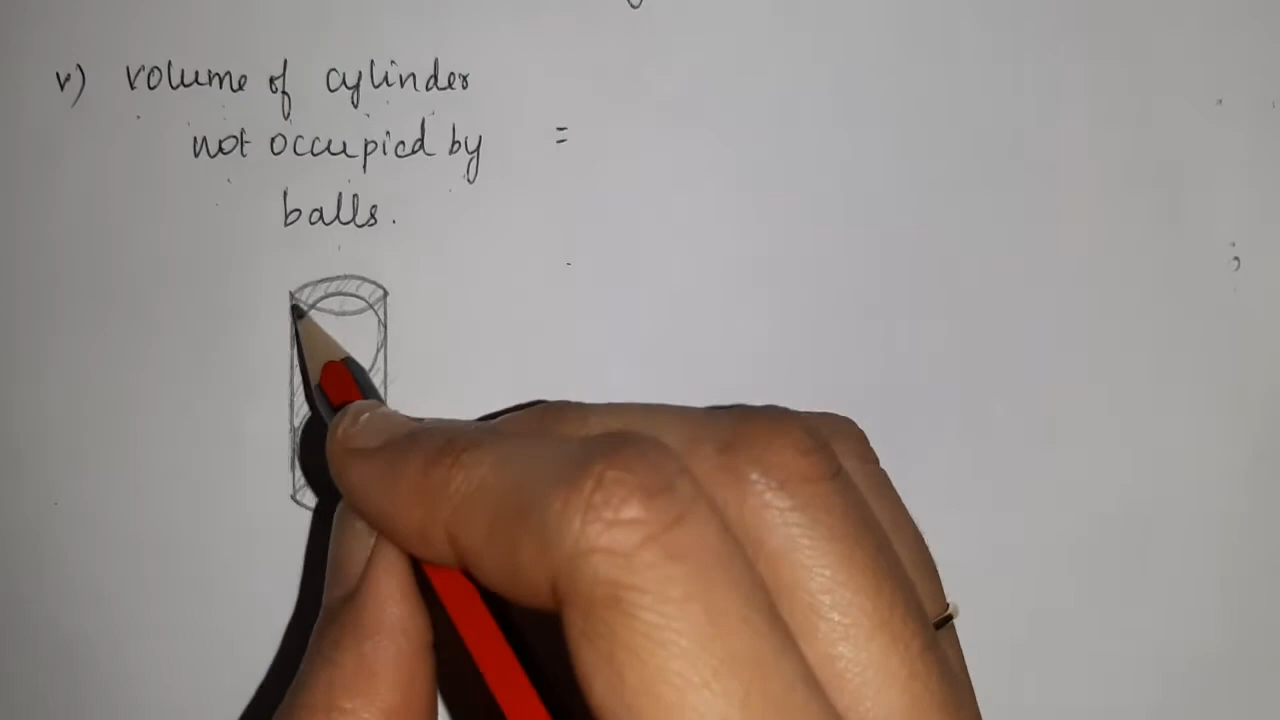 v) volume of cylinder
not occupied by =
balls.